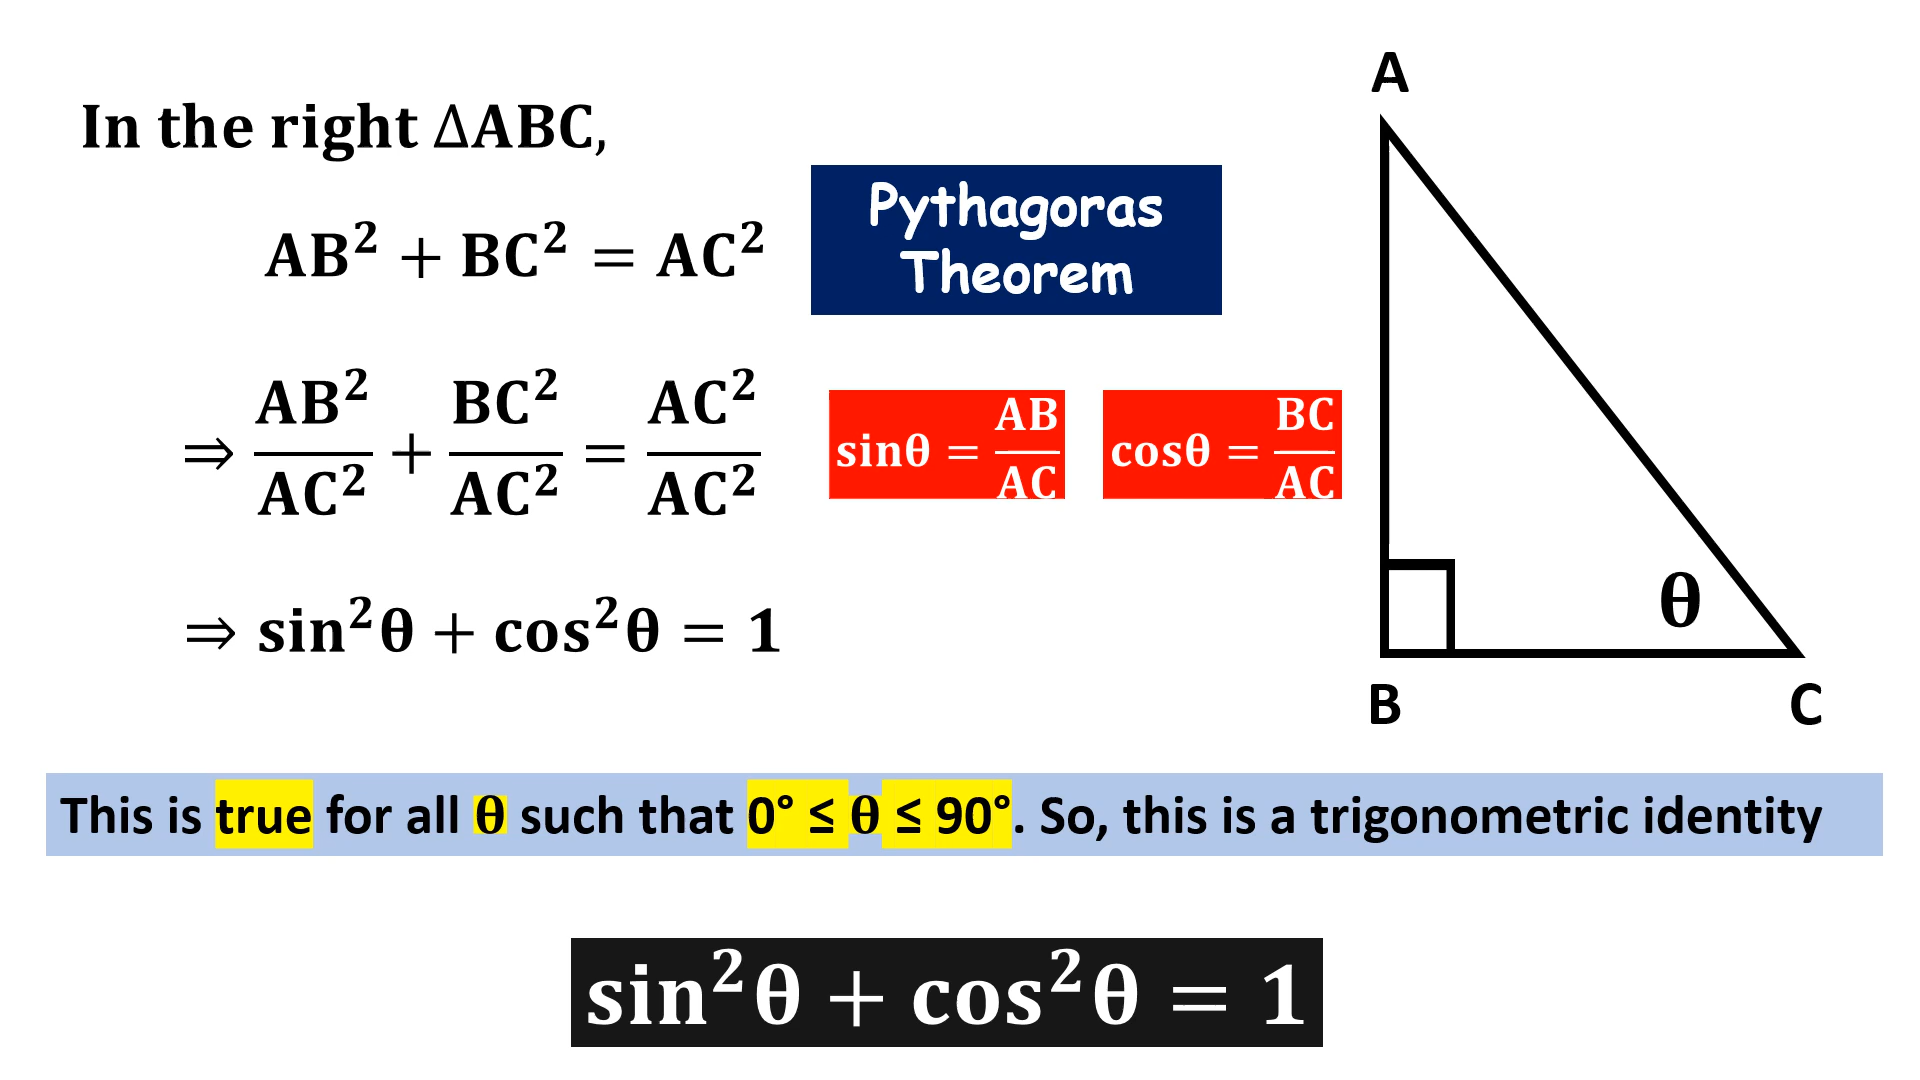 In the right ΔABC,
AB² + BC² = AC²
Pythagoras
Theorem
⇒ AB²/AC² + BC²/AC² = AC²/AC²
sinθ = AB/AC
cosθ = BC/AC
⇒ sin²θ + cos²θ = 1
A
θ
B
C
This is true for all θ such that 0° ≤ θ ≤ 90°. So, this is a trigonometric identity
sin²θ + cos²θ = 1